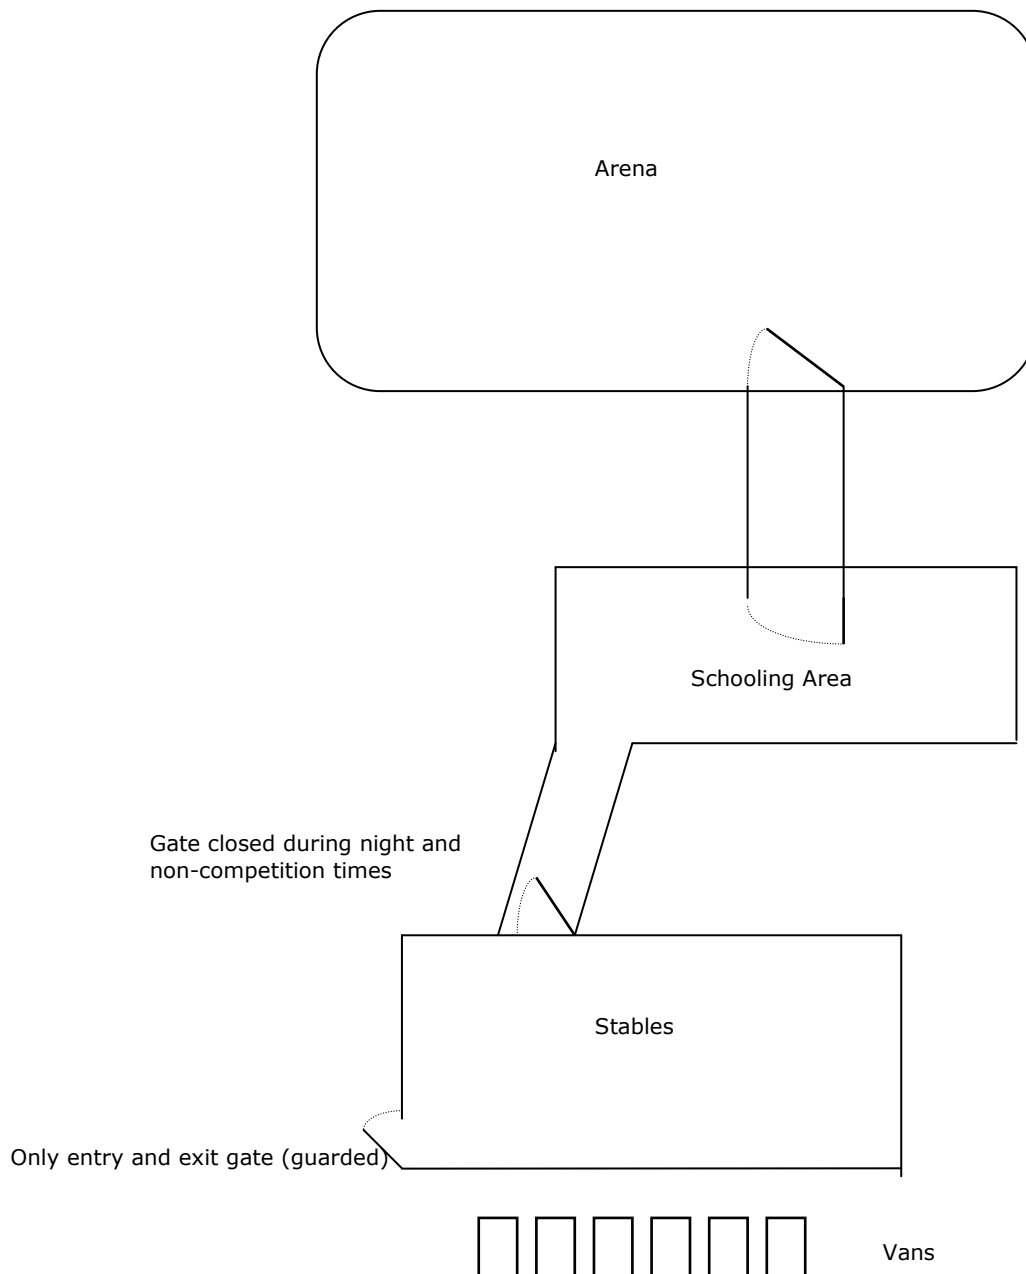 Arena
Schooling Area
Gate closed during night and
non-competition times
Stables
Only entry and exit gate (guarded)
Vans